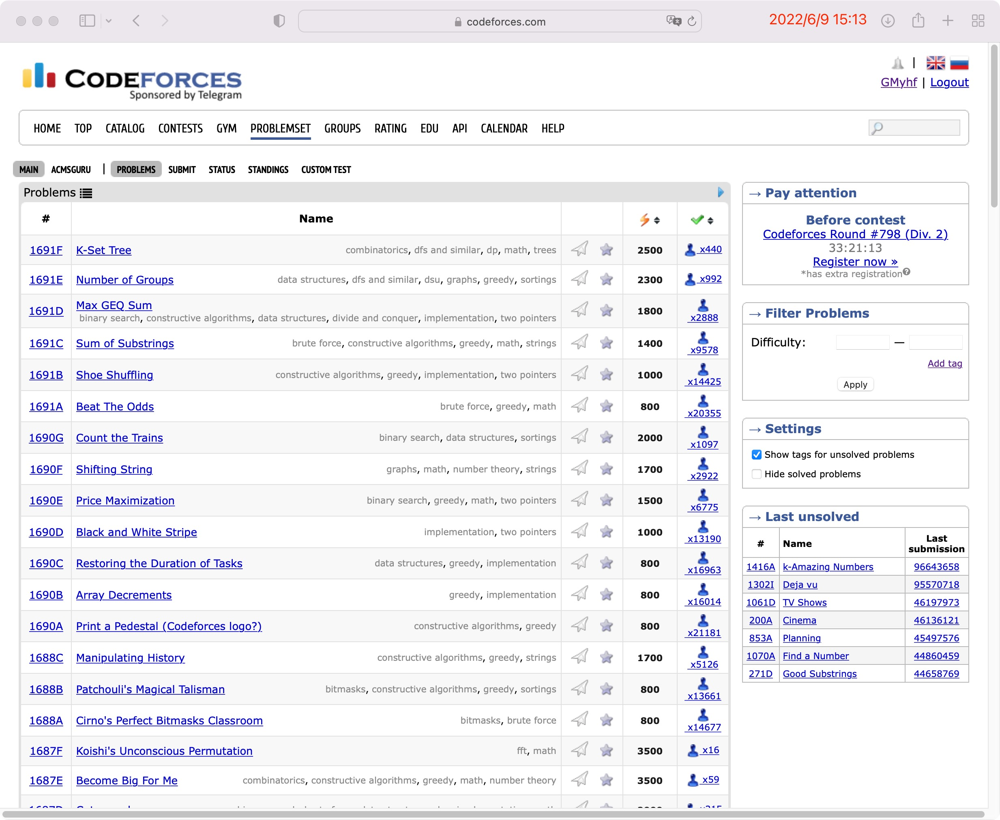 codeforces.com
2022/6/9 15:13
CODEFORCES
Sponsored by Telegram
|
GMyhf | Logout
HOME TOP CATALOG CONTESTS GYM PROBLEMSET GROUPS RATING EDU API CALENDAR HELP
MAIN ACMSGURU | PROBLEMS SUBMIT STATUS STANDINGS CUSTOM TEST
Problems
# Name
1691F K-Set Tree combinatorics, dfs and similar, dp, math, trees 2500 x440
1691E Number of Groups data structures, dfs and similar, dsu, graphs, greedy, sortings 2300 x992
1691D Max GEQ Sum
binary search, constructive algorithms, data structures, divide and conquer, implementation, two pointers 1800 x2888
1691C Sum of Substrings brute force, constructive algorithms, greedy, math, strings 1400 x9578
1691B Shoe Shuffling constructive algorithms, greedy, implementation, two pointers 1000 x14425
1691A Beat The Odds brute force, greedy, math 800 x20355
1690G Count the Trains binary search, data structures, sortings 2000 x1097
1690F Shifting String graphs, math, number theory, strings 1700 x2922
1690E Price Maximization binary search, greedy, math, two pointers 1500 x6775
1690D Black and White Stripe implementation, two pointers 1000 x13190
1690C Restoring the Duration of Tasks data structures, greedy, implementation 800 x16963
1690B Array Decrements greedy, implementation 800 x16014
1690A Print a Pedestal (Codeforces logo?) constructive algorithms, greedy 800 x21181
1688C Manipulating History constructive algorithms, greedy, strings 1700 x5126
1688B Patchouli's Magical Talisman bitmasks, constructive algorithms, greedy, sortings 800 x13661
1688A Cirno's Perfect Bitmasks Classroom bitmasks, brute force 800 x14677
1687F Koishi's Unconscious Permutation fft, math 3500 x16
1687E Become Big For Me combinatorics, constructive algorithms, greedy, math, number theory 3500 x59
→ Pay attention
Before contest
Codeforces Round #798 (Div. 2)
33:21:13
Register now »
*has extra registration
→ Filter Problems
Difficulty: —
Add tag
Apply
→ Settings
Show tags for unsolved problems
Hide solved problems
→ Last unsolved
# Name Last submission
1416A k-Amazing Numbers 96643658
1302I Deja vu 95570718
1061D TV Shows 46197973
200A Cinema 46136121
853A Planning 45497576
1070A Find a Number 44860459
271D Good Substrings 44658769